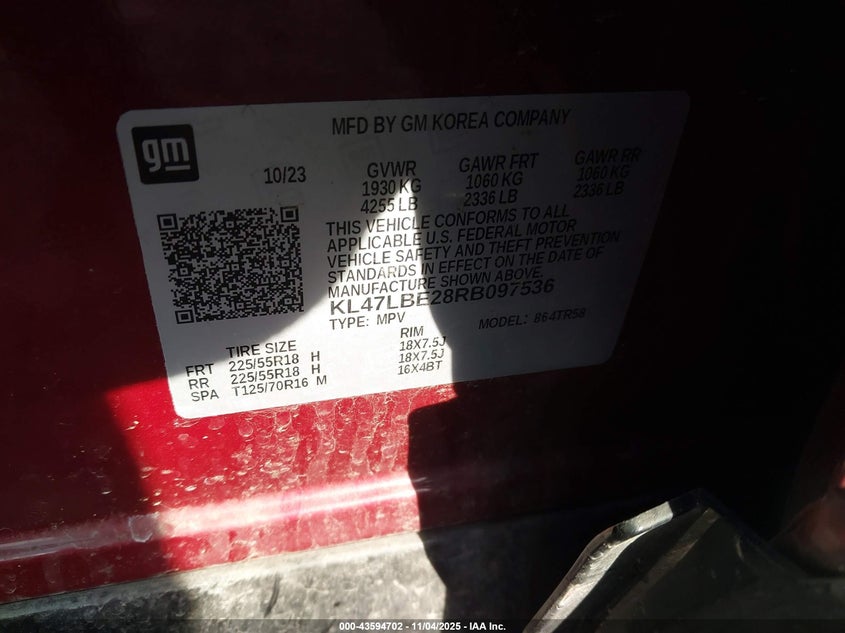 gm
MFD BY GM KOREA COMPANY
10/23
GVWR
1930 KG
4255 LB
GAWR FRT
1060 KG
2336 LB
GAWR RR
1060 KG
2336 LB
THIS VEHICLE CONFORMS TO ALL
APPLICABLE U.S. FEDERAL MOTOR
VEHICLE SAFETY AND THEFT PREVENTION
STANDARDS IN EFFECT ON THE DATE OF
MANUFACTURE SHOWN ABOVE.
KL47LBE28RB097536
TYPE: MPV
MODEL: 864TR58
TIRE SIZE
RIM
FRT 225/55R18 H 18X7.5J
RR 225/55R18 H 18X7.5J
SPA T125/70R16 M 16X4BT
000-43594702 — 11/04/2025 — IAA Inc.